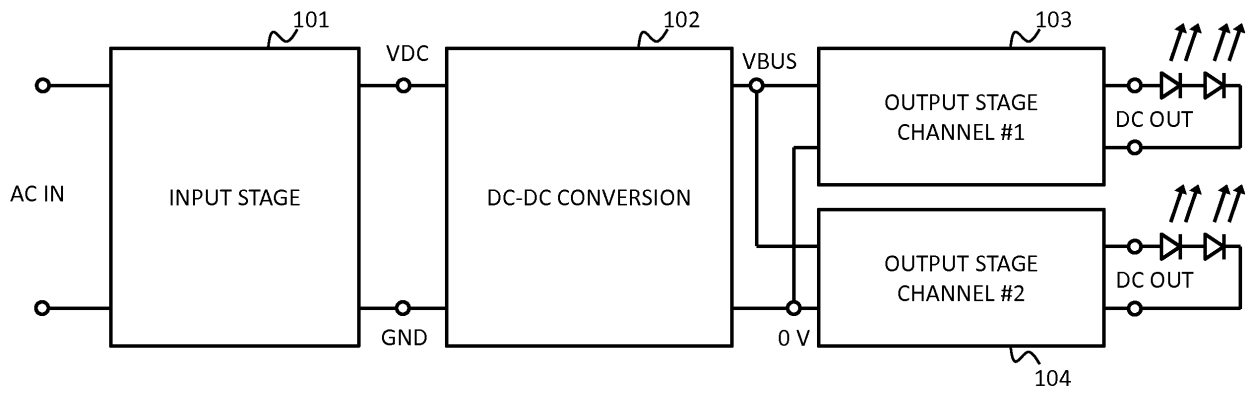 101
102
103
VDC
VBUS
OUTPUT STAGE
CHANNEL #1
DC OUT
AC IN
INPUT STAGE
DC-DC CONVERSION
OUTPUT STAGE
CHANNEL #2
DC OUT
GND
0 V
104